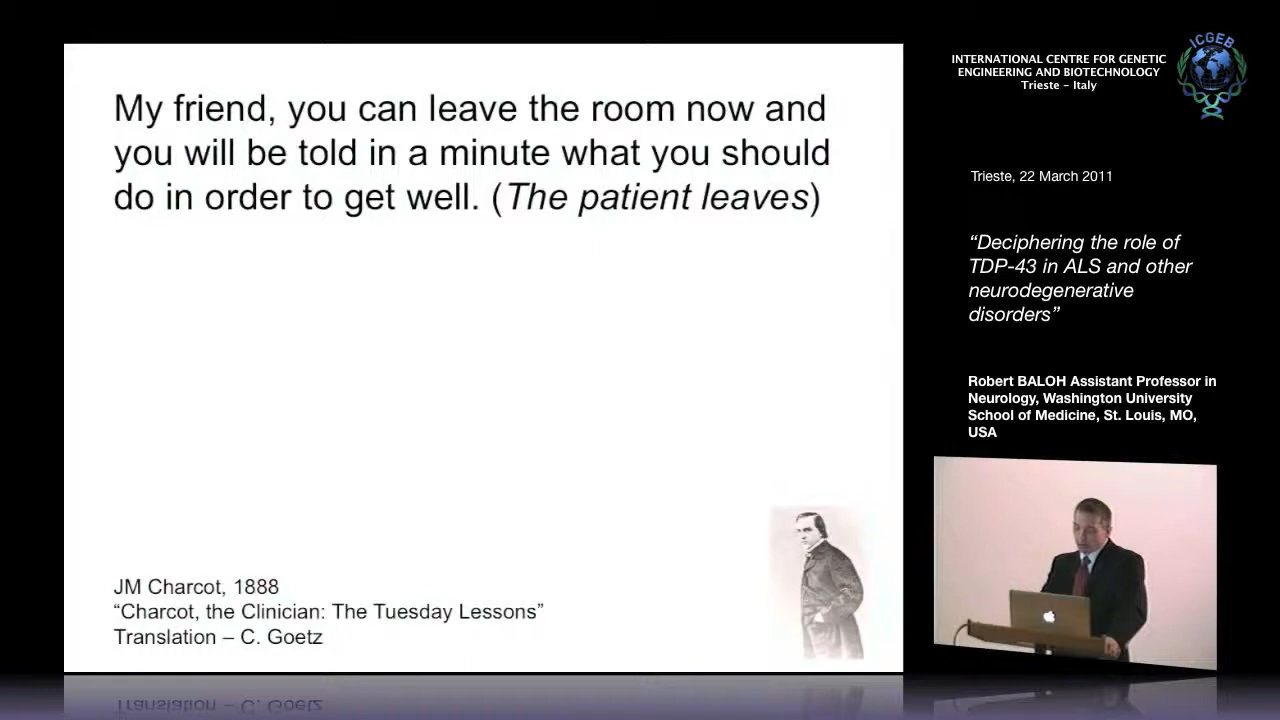 My friend, you can leave the room now and
you will be told in a minute what you should
do in order to get well. (The patient leaves)
JM Charcot, 1888
“Charcot, the Clinician: The Tuesday Lessons”
Translation – C. Goetz
INTERNATIONAL CENTRE FOR GENETIC
ENGINEERING AND BIOTECHNOLOGY
Trieste – Italy
ICGEB
Trieste, 22 March 2011
“Deciphering the role of
TDP-43 in ALS and other
neurodegenerative
disorders”
Robert BALOH Assistant Professor in
Neurology, Washington University
School of Medicine, St. Louis, MO,
USA